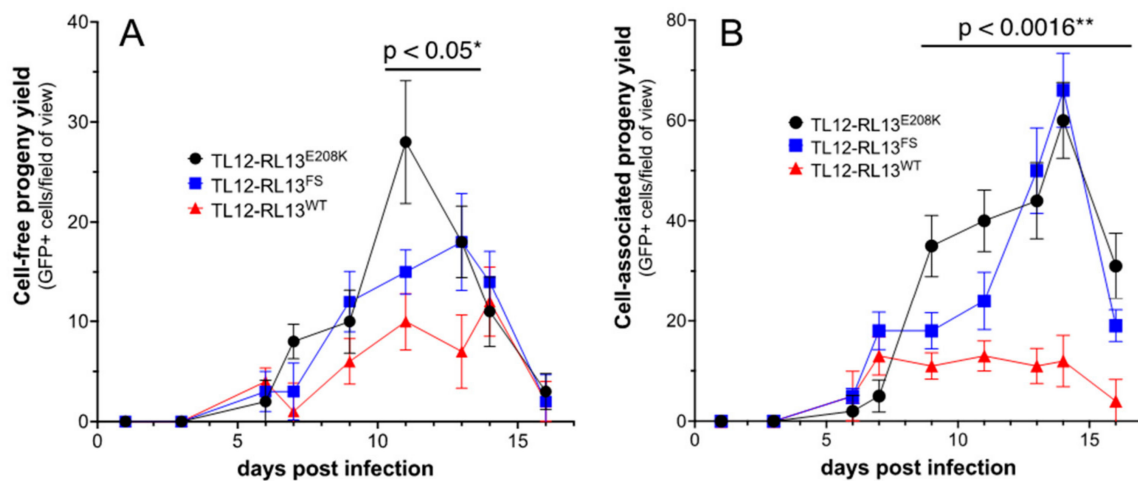 A
p < 0.05*
Cell-free progeny yield
(GFP+ cells/field of view)
40
30
20
10
0
TL12-RL13E208K
TL12-RL13FS
TL12-RL13WT
0 5 10 15
days post infection
B
p < 0.0016**
Cell-associated progeny yield
(GFP+ cells/field of view)
80
60
40
20
0
TL12-RL13E208K
TL12-RL13FS
TL12-RL13WT
0 5 10 15
days post infection